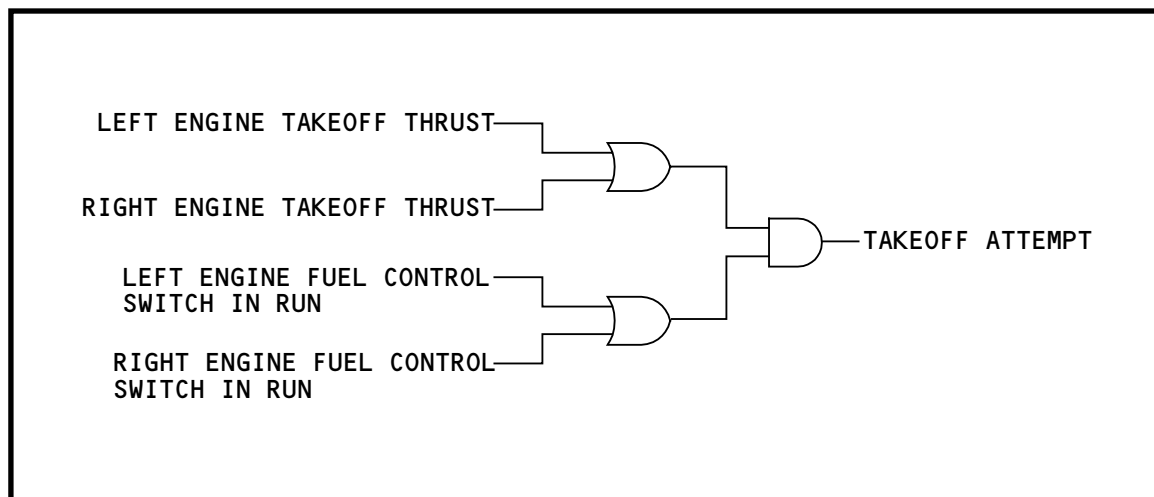 LEFT ENGINE TAKEOFF THRUST
RIGHT ENGINE TAKEOFF THRUST
TAKEOFF ATTEMPT
LEFT ENGINE FUEL CONTROL
SWITCH IN RUN
RIGHT ENGINE FUEL CONTROL
SWITCH IN RUN